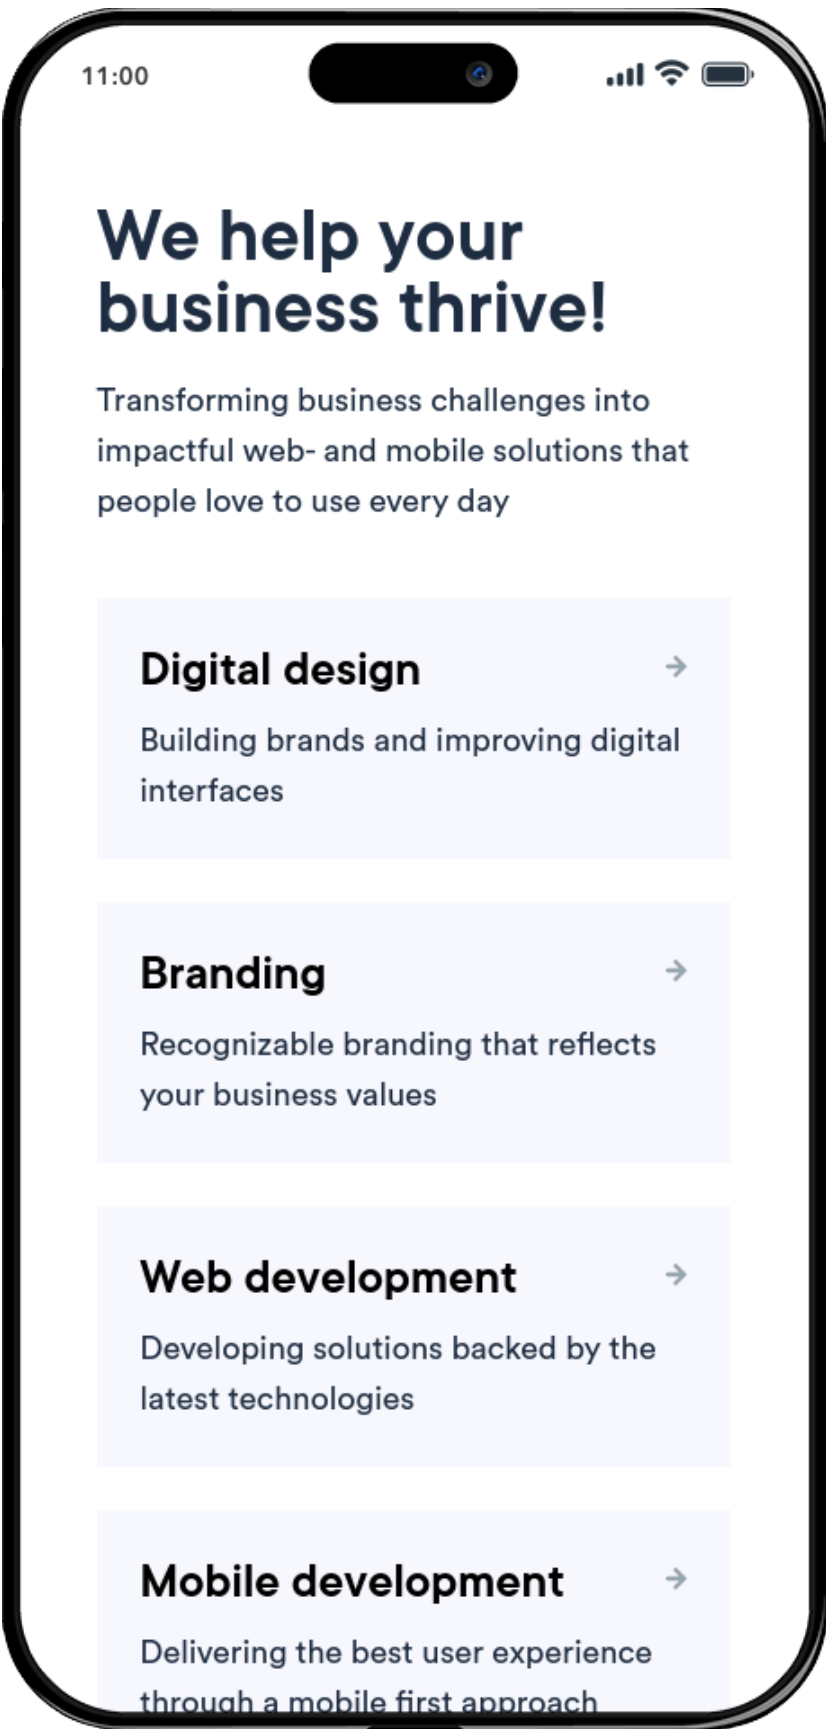 11:00
We help your
business thrive!
Transforming business challenges into
impactful web- and mobile solutions that
people love to use every day
Digital design
Building brands and improving digital
interfaces
Branding
Recognizable branding that reflects
your business values
Web development
Developing solutions backed by the
latest technologies
Mobile development
Delivering the best user experience
through a mobile first approach